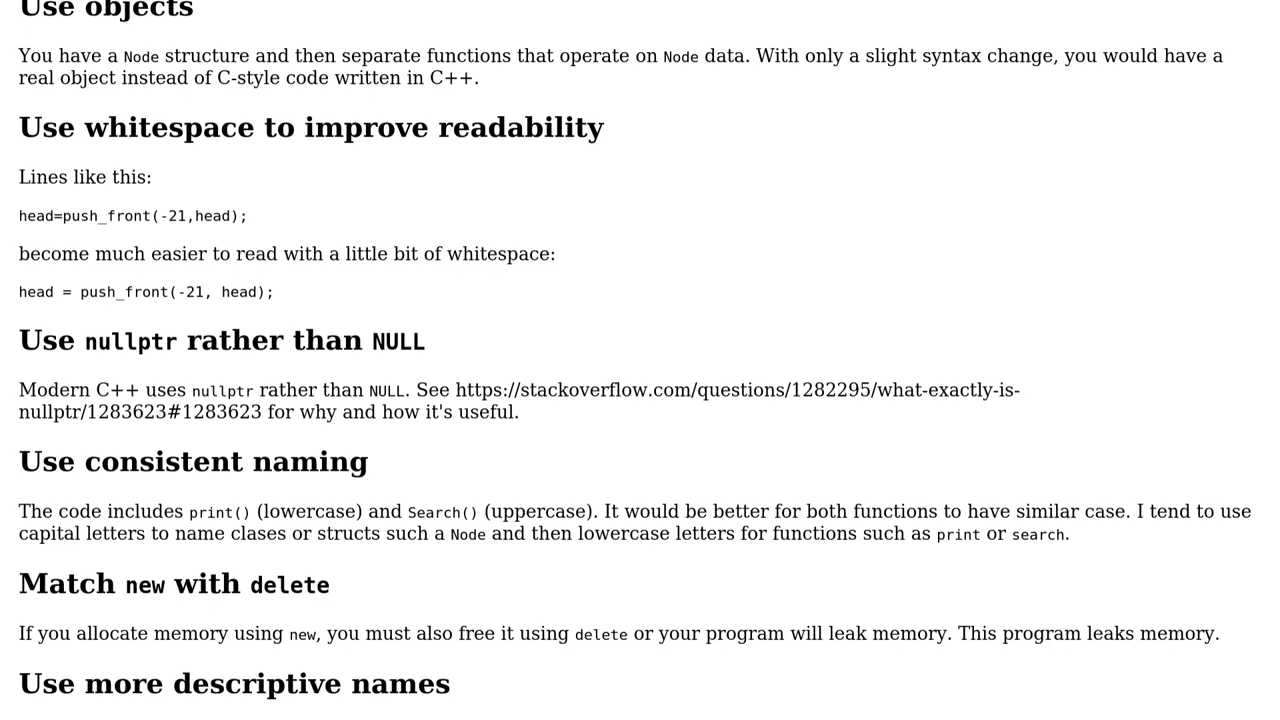 Use objects
You have a Node structure and then separate functions that operate on Node data. With only a slight syntax change, you would have a
real object instead of C-style code written in C++.
Use whitespace to improve readability
Lines like this:
head=push_front(-21,head);
become much easier to read with a little bit of whitespace:
head = push_front(-21, head);
Use nullptr rather than NULL
Modern C++ uses nullptr rather than NULL. See https://stackoverflow.com/questions/1282295/what-exactly-is-
nullptr/1283623#1283623 for why and how it's useful.
Use consistent naming
The code includes print() (lowercase) and Search() (uppercase). It would be better for both functions to have similar case. I tend to use
capital letters to name clases or structs such a Node and then lowercase letters for functions such as print or search.
Match new with delete
If you allocate memory using new, you must also free it using delete or your program will leak memory. This program leaks memory.
Use more descriptive names